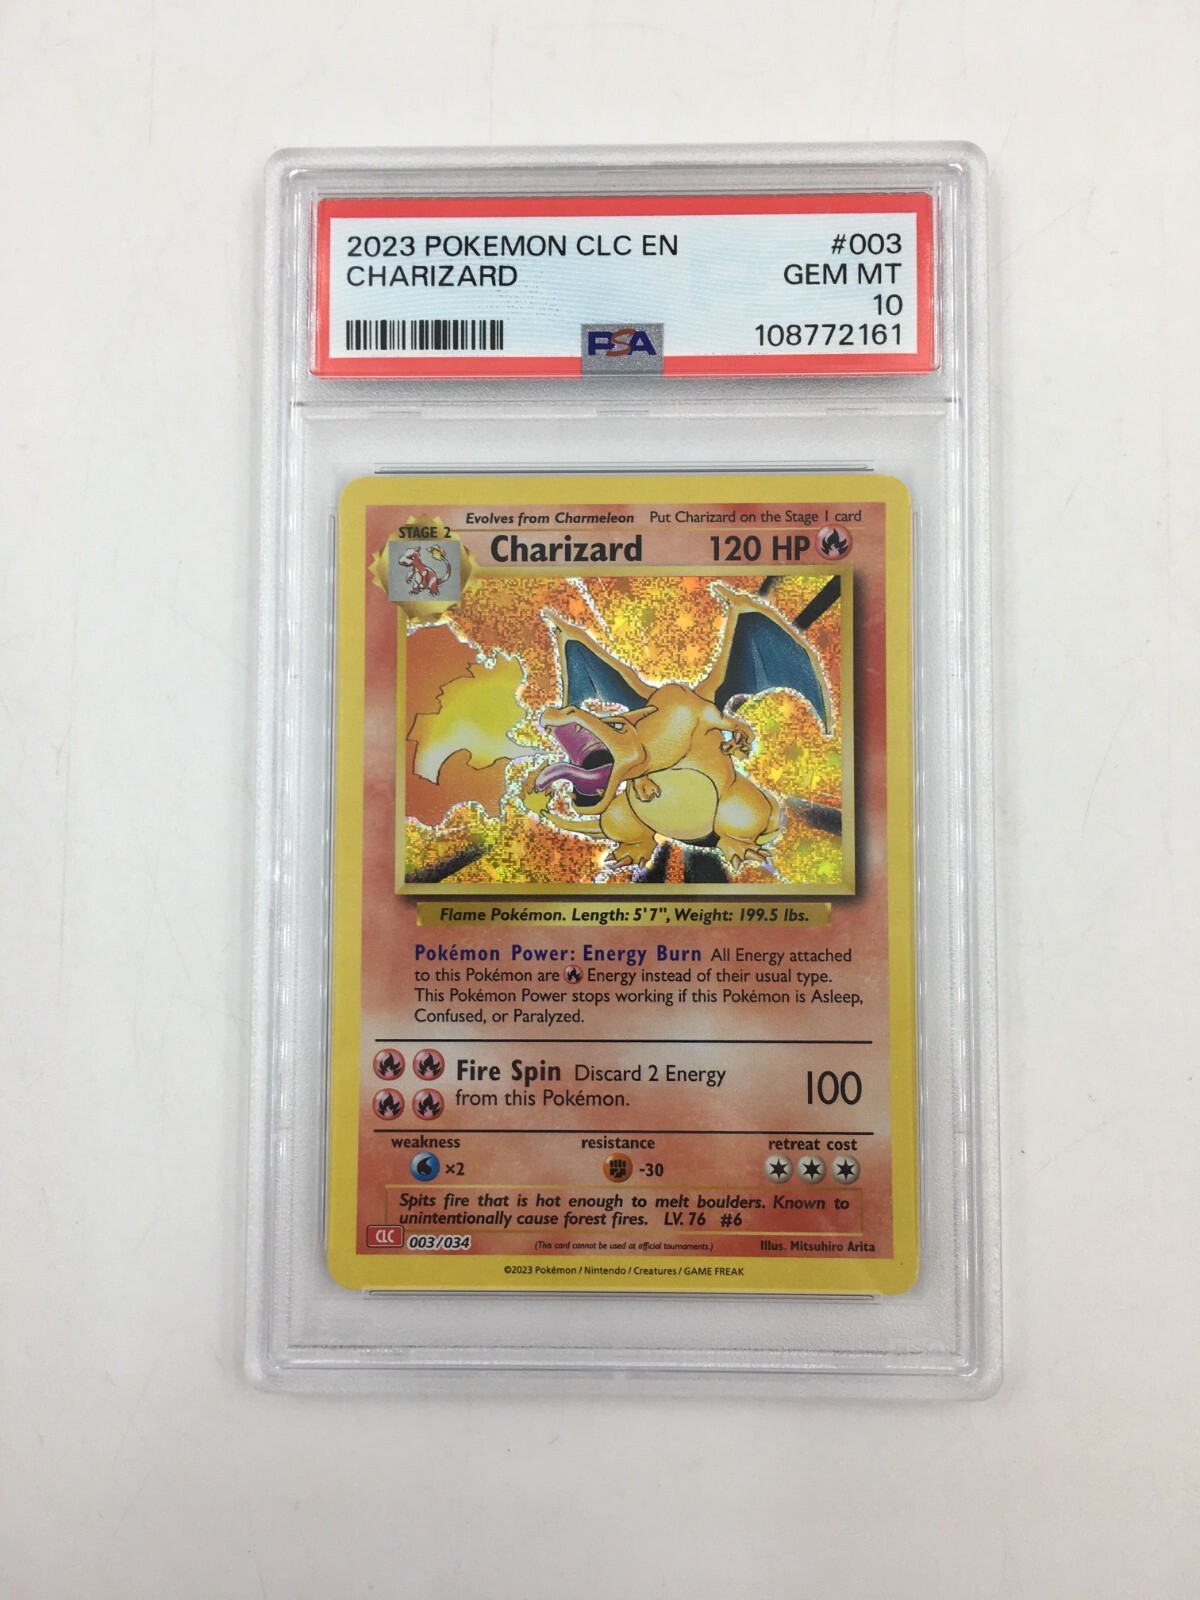 2023 POKEMON CLC EN #003
CHARIZARD GEM MT
10
PSA 108772161
Evolves from Charmeleon Put Charizard on the Stage 1 card
STAGE 2
Charizard 120 HP
Flame Pokémon. Length: 5'7", Weight: 199.5 lbs.
Pokémon Power: Energy Burn All Energy attached
to this Pokémon are Energy instead of their usual type.
This Pokémon Power stops working if this Pokémon is Asleep,
Confused, or Paralyzed.
Fire Spin Discard 2 Energy
from this Pokémon. 100
weakness resistance retreat cost
×2 -30
Spits fire that is hot enough to melt boulders. Known to
unintentionally cause forest fires. LV. 76 #6
CLC 003/034 (This card cannot be used at official tournaments.) Illus. Mitsuhiro Arita
©2023 Pokémon / Nintendo / Creatures / GAME FREAK
PSA